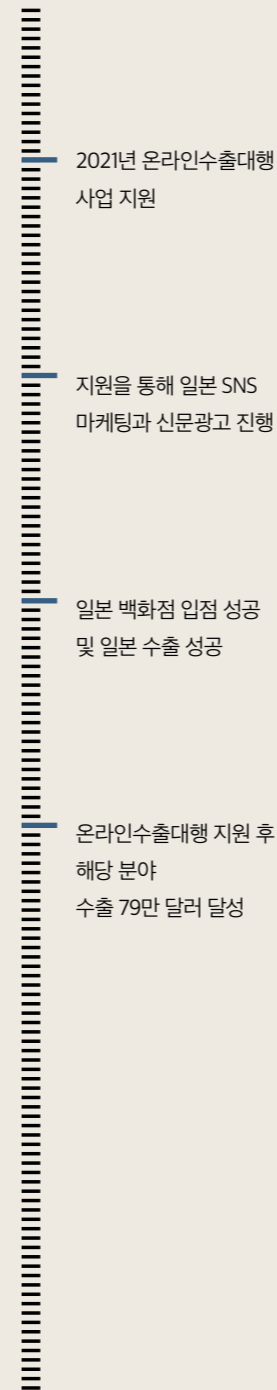 2021년 온라인수출대행
사업 지원
지원을 통해 일본 SNS
마케팅과 신문광고 진행
일본 백화점 입점 성공
및 일본 수출 성공
온라인수출대행 지원 후
해당 분야
수출 79만 달러 달성